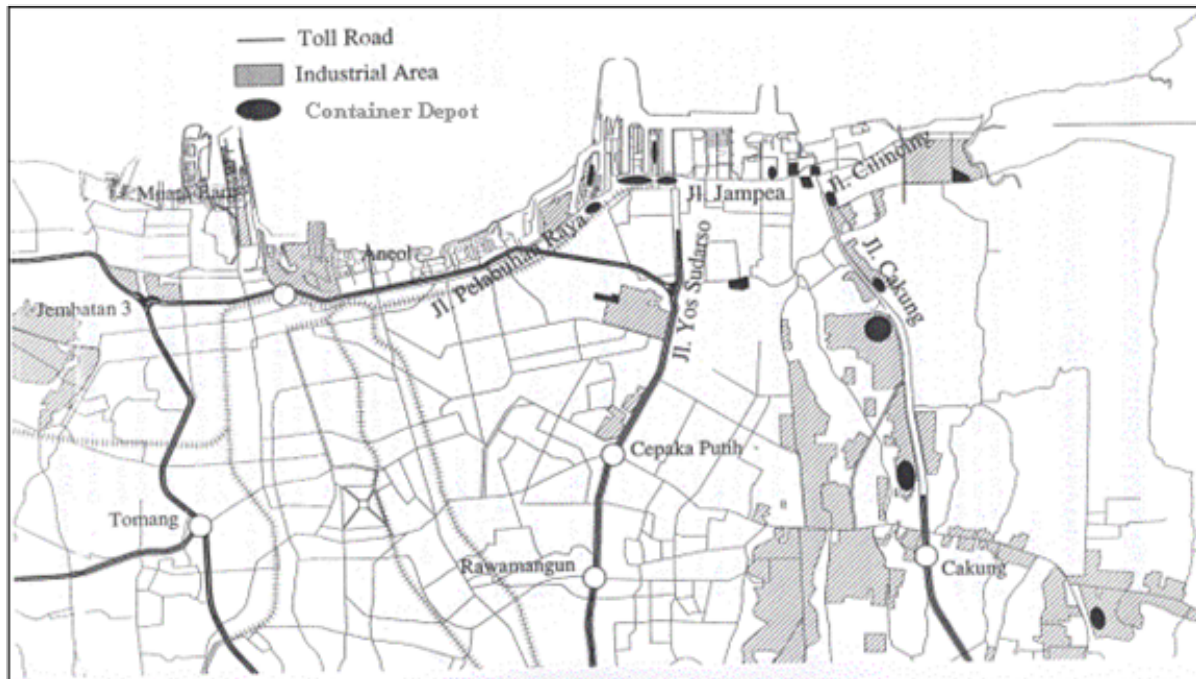 Toll Road
Industrial Area
Container Depot
Jl. Cilincing
Jl. Jampea
Ancol
Jl. Pelabuhan Raya
Jl. Yos Sudarso
Jl. Cakung
Jembatan 3
Cepaka Putih
Tomang
Rawamangun
Cakung